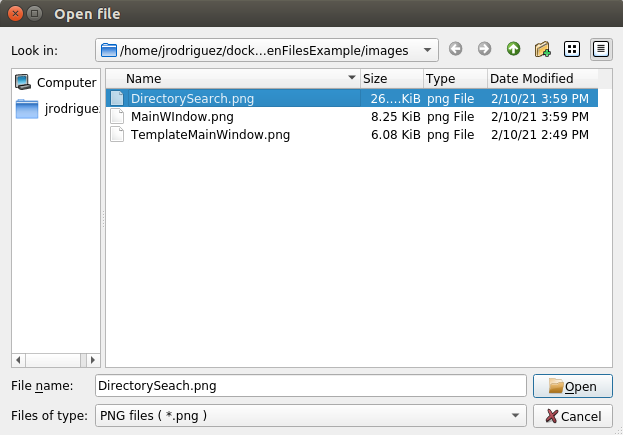 Open file
Look in: /home/jrodriguez/dock...enFilesExample/images
Computer
jrodriguez
Name Size Type Date Modified
DirectorySearch.png 26....KiB png File 2/10/21 3:59 PM
MainWIndow.png 8.25 KiB png File 2/10/21 3:59 PM
TemplateMainWindow.png 6.08 KiB png File 2/10/21 2:49 PM
File name: DirectorySeach.png Open
Files of type: PNG files ( *.png ) Cancel